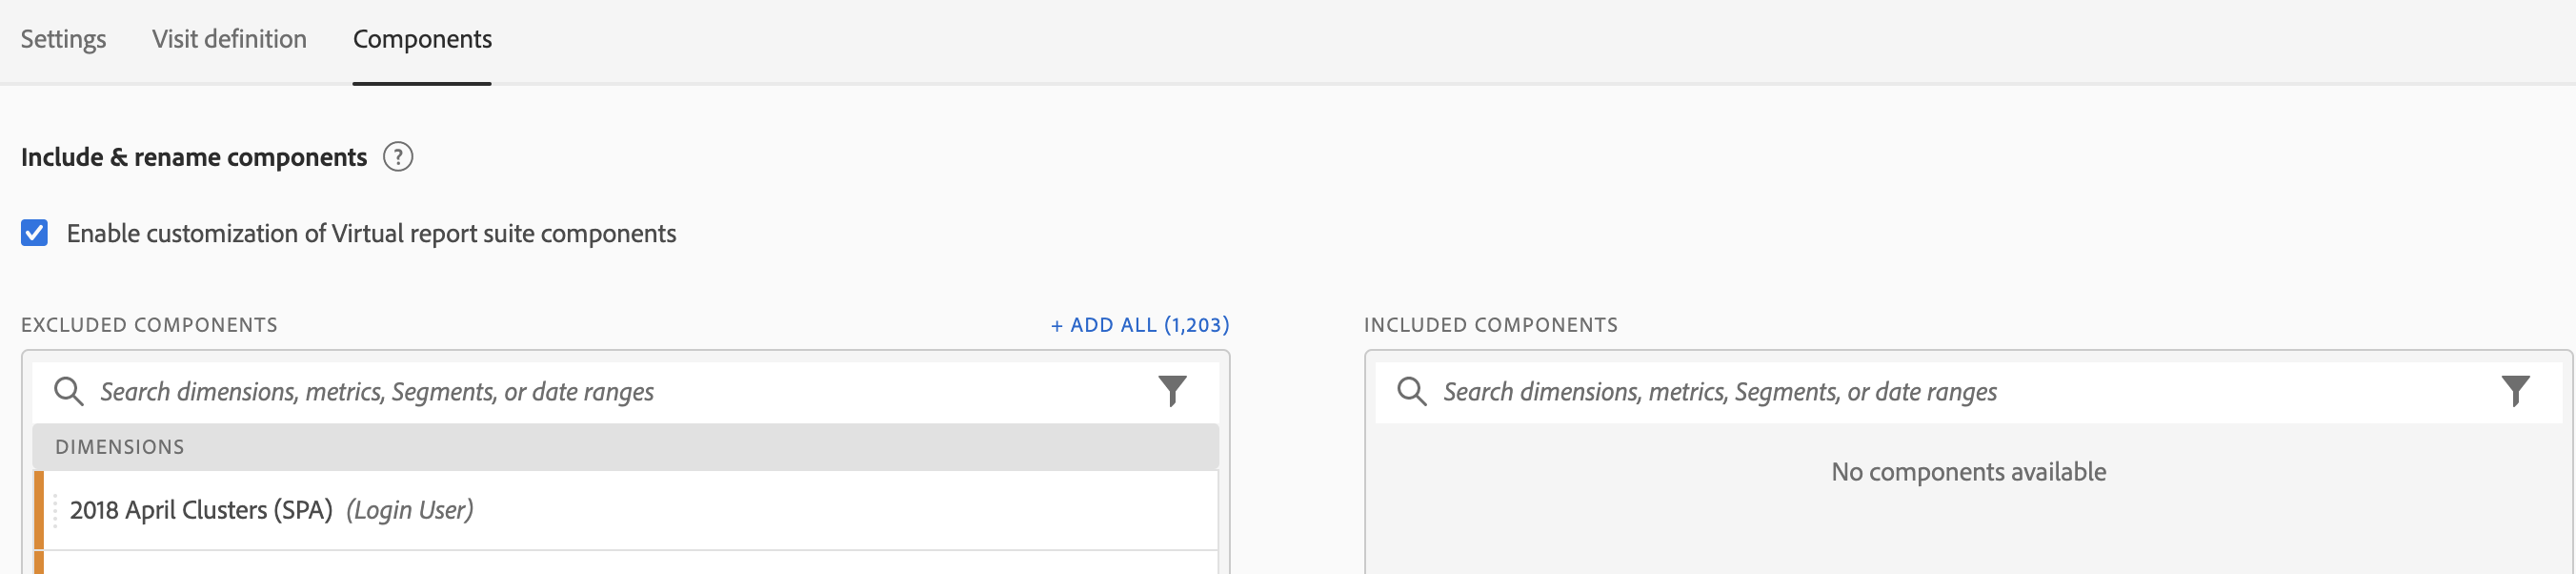 Settings Visit definition Components
Include & rename components ?
Enable customization of Virtual report suite components
EXCLUDED COMPONENTS + ADD ALL (1,203)
Search dimensions, metrics, Segments, or date ranges
DIMENSIONS
2018 April Clusters (SPA) (Login User)
INCLUDED COMPONENTS
Search dimensions, metrics, Segments, or date ranges
No components available